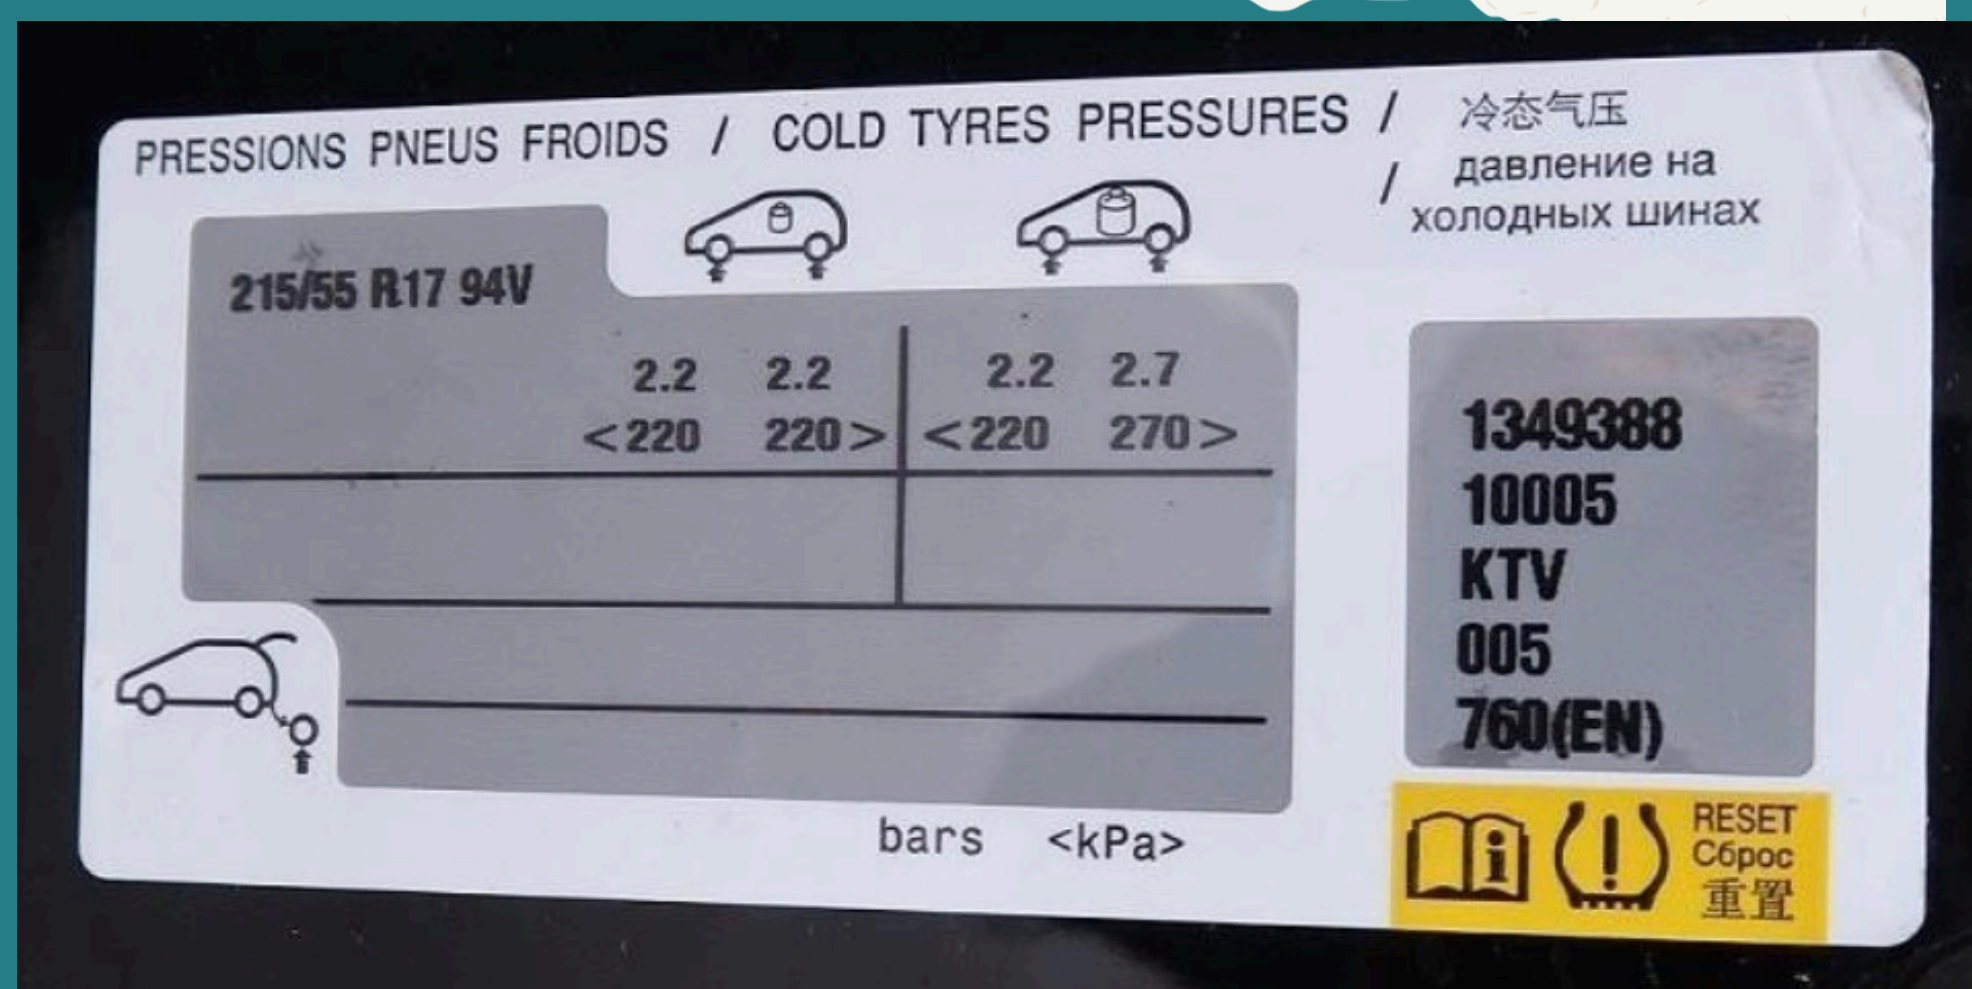 PRESSIONS PNEUS FROIDS / COLD TYRES PRESSURES / 冷态气压
/ давление на
холодных шинах
215/55 R17 94V
2.2 2.2 2.2 2.7
<220 220> <220 270>
1349388
10005
KTV
005
760(EN)
bars <kPa>
RESET
Сброс
重置